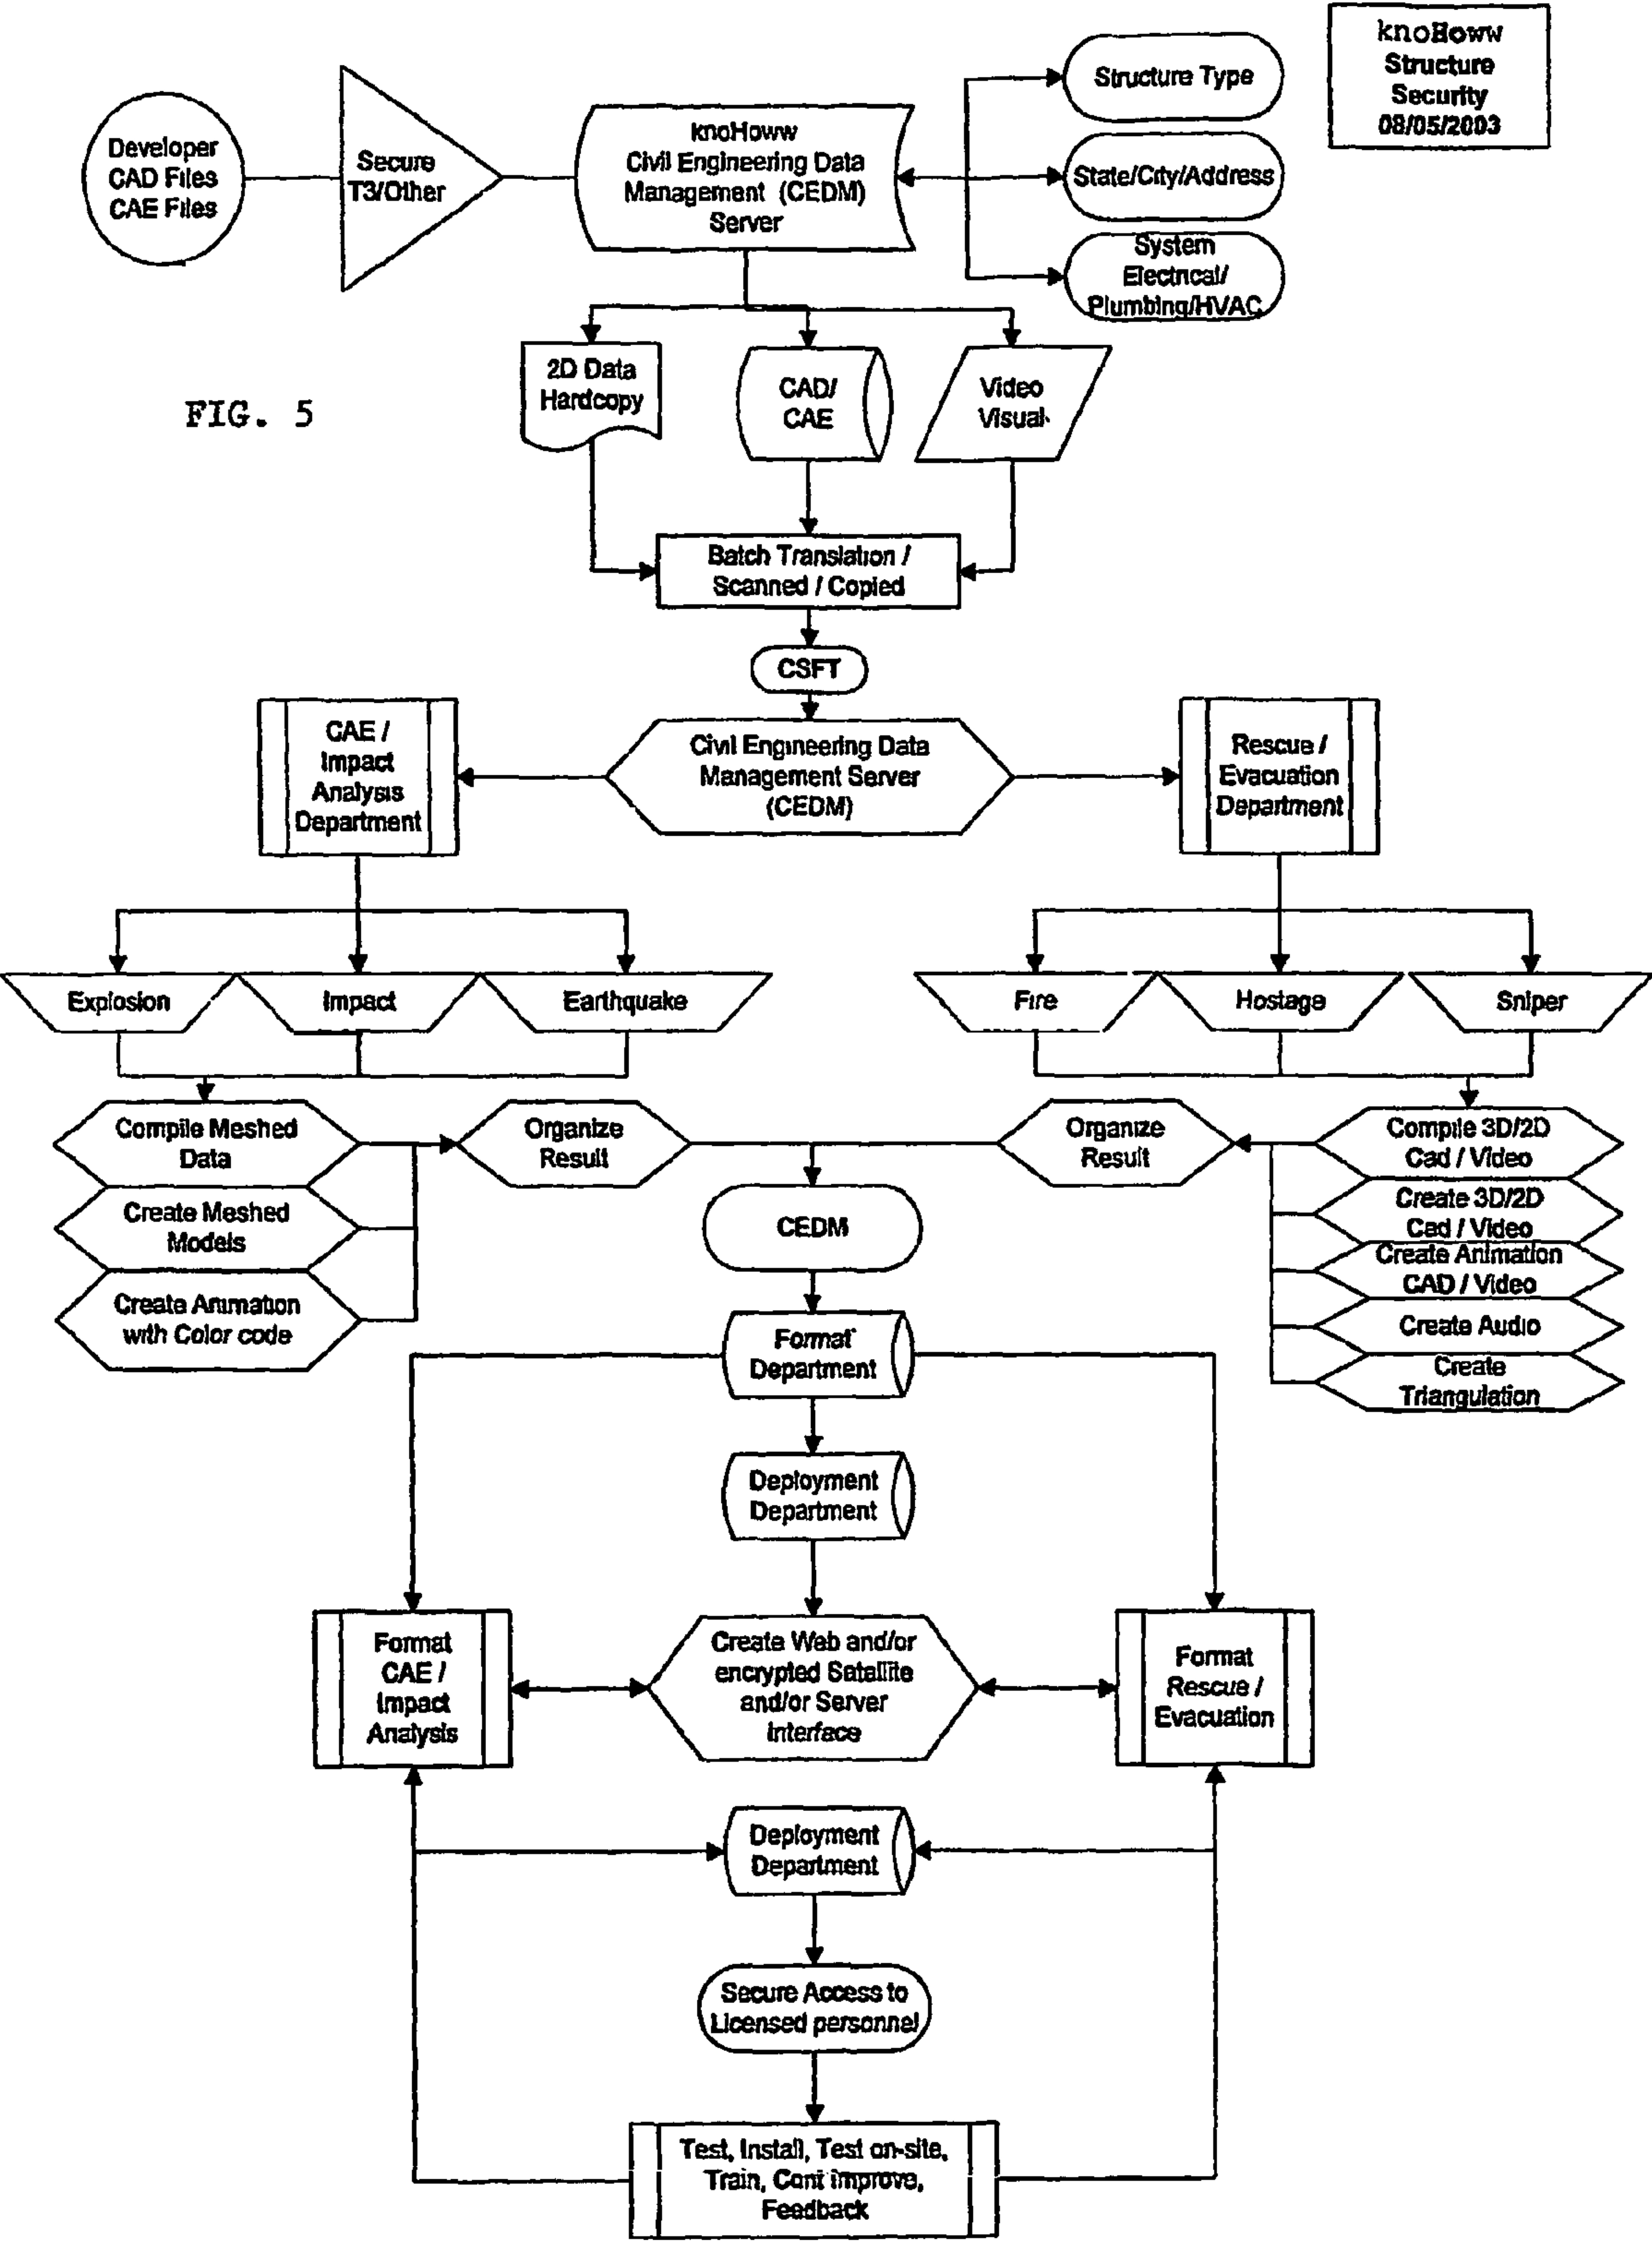 knoHoww
Structure
Security
08/05/2003
Developer
CAD Files
CAE Files
Secure
T3/Other
knoHoww
Civil Engineering Data
Management (CEDM)
Server
Structure Type
State/City/Address
System
Electrical/
Plumbing/HVAC
FIG. 5
2D Data
Hardcopy
CAD/
CAE
Video
Visual
Batch Translation /
Scanned / Copied
CSFT
CAE /
Impact
Analysis
Department
Civil Engineering Data
Management Server
(CEDM)
Rescue /
Evacuation
Department
Explosion
Impact
Earthquake
Fire
Hostage
Sniper
Compile Meshed
Data
Create Meshed
Models
Create Animation
with Color code
Organize
Result
Organize
Result
Compile 3D/2D
Cad / Video
Create 3D/2D
Cad / Video
Create Animation
CAD / Video
Create Audio
Create
Triangulation
CEDM
Format
Department
Deployment
Department
Format
CAE /
Impact
Analysis
Create Web and/or
encrypted Satallite
and/or Server
Interface
Format
Rescue /
Evacuation
Deployment
Department
Secure Access to
Licensed personnel
Test, Install, Test on-site,
Train, Cont improve,
Feedback